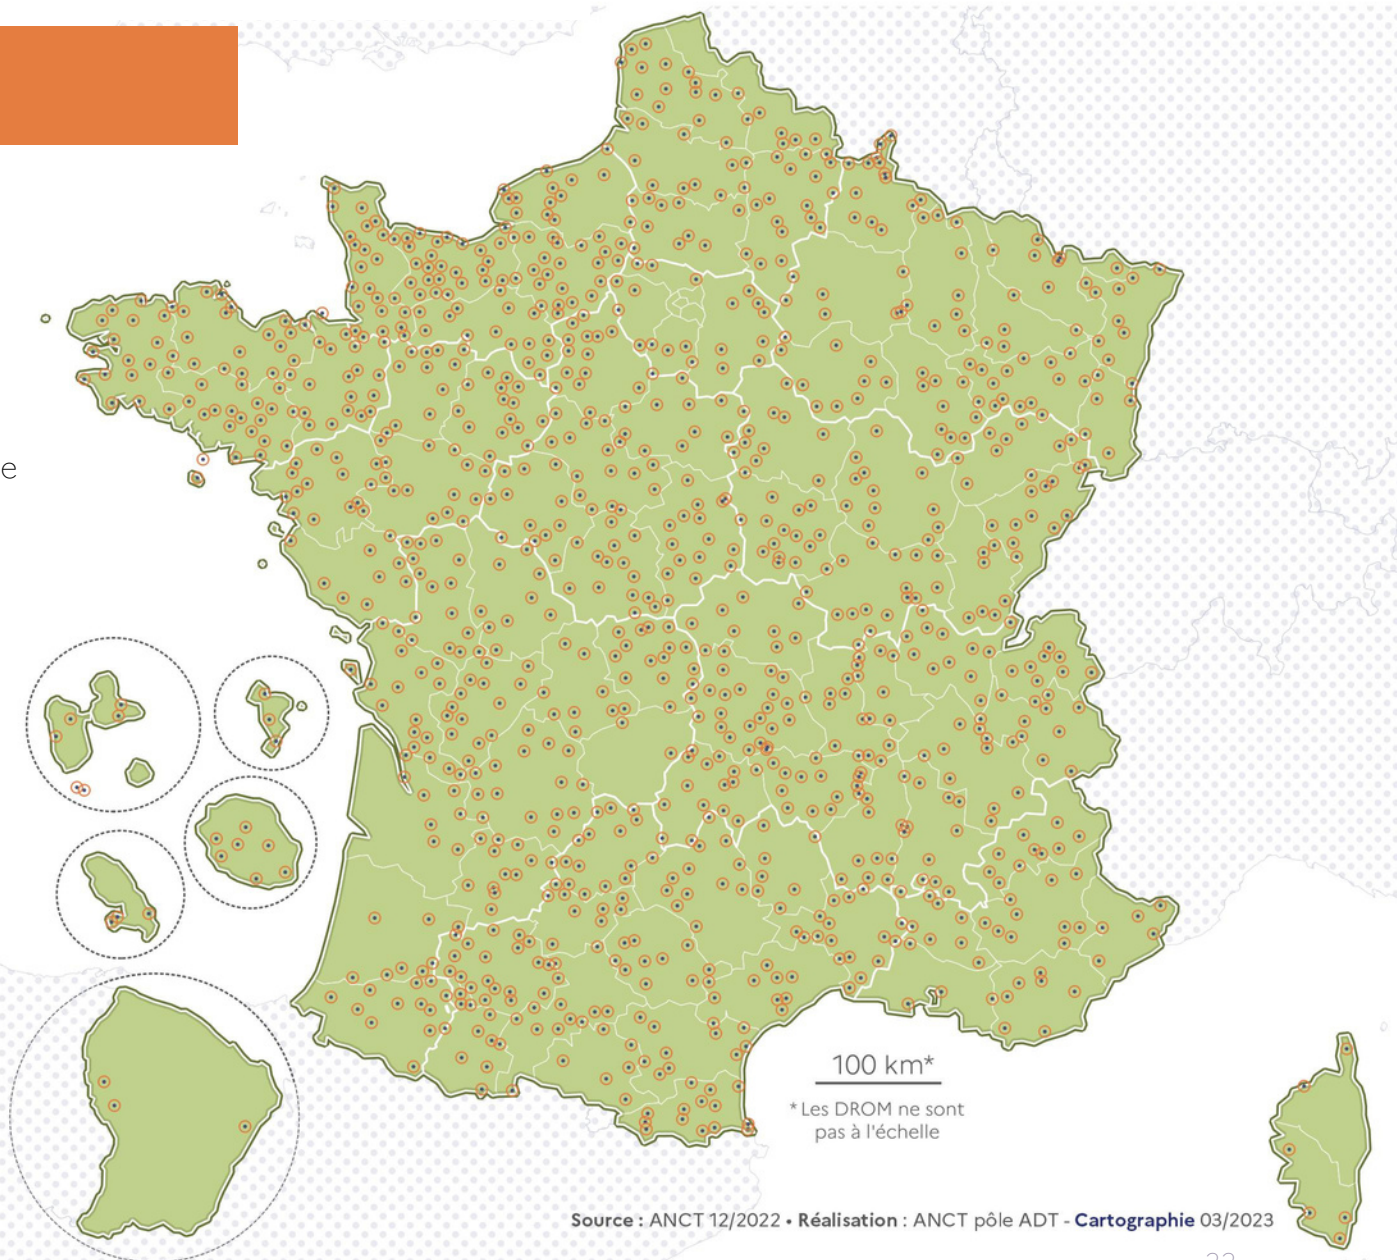 e
100 km*
* Les DROM ne sont
pas à l'échelle
Source : ANCT 12/2022 • Réalisation : ANCT pôle ADT - Cartographie 03/2023